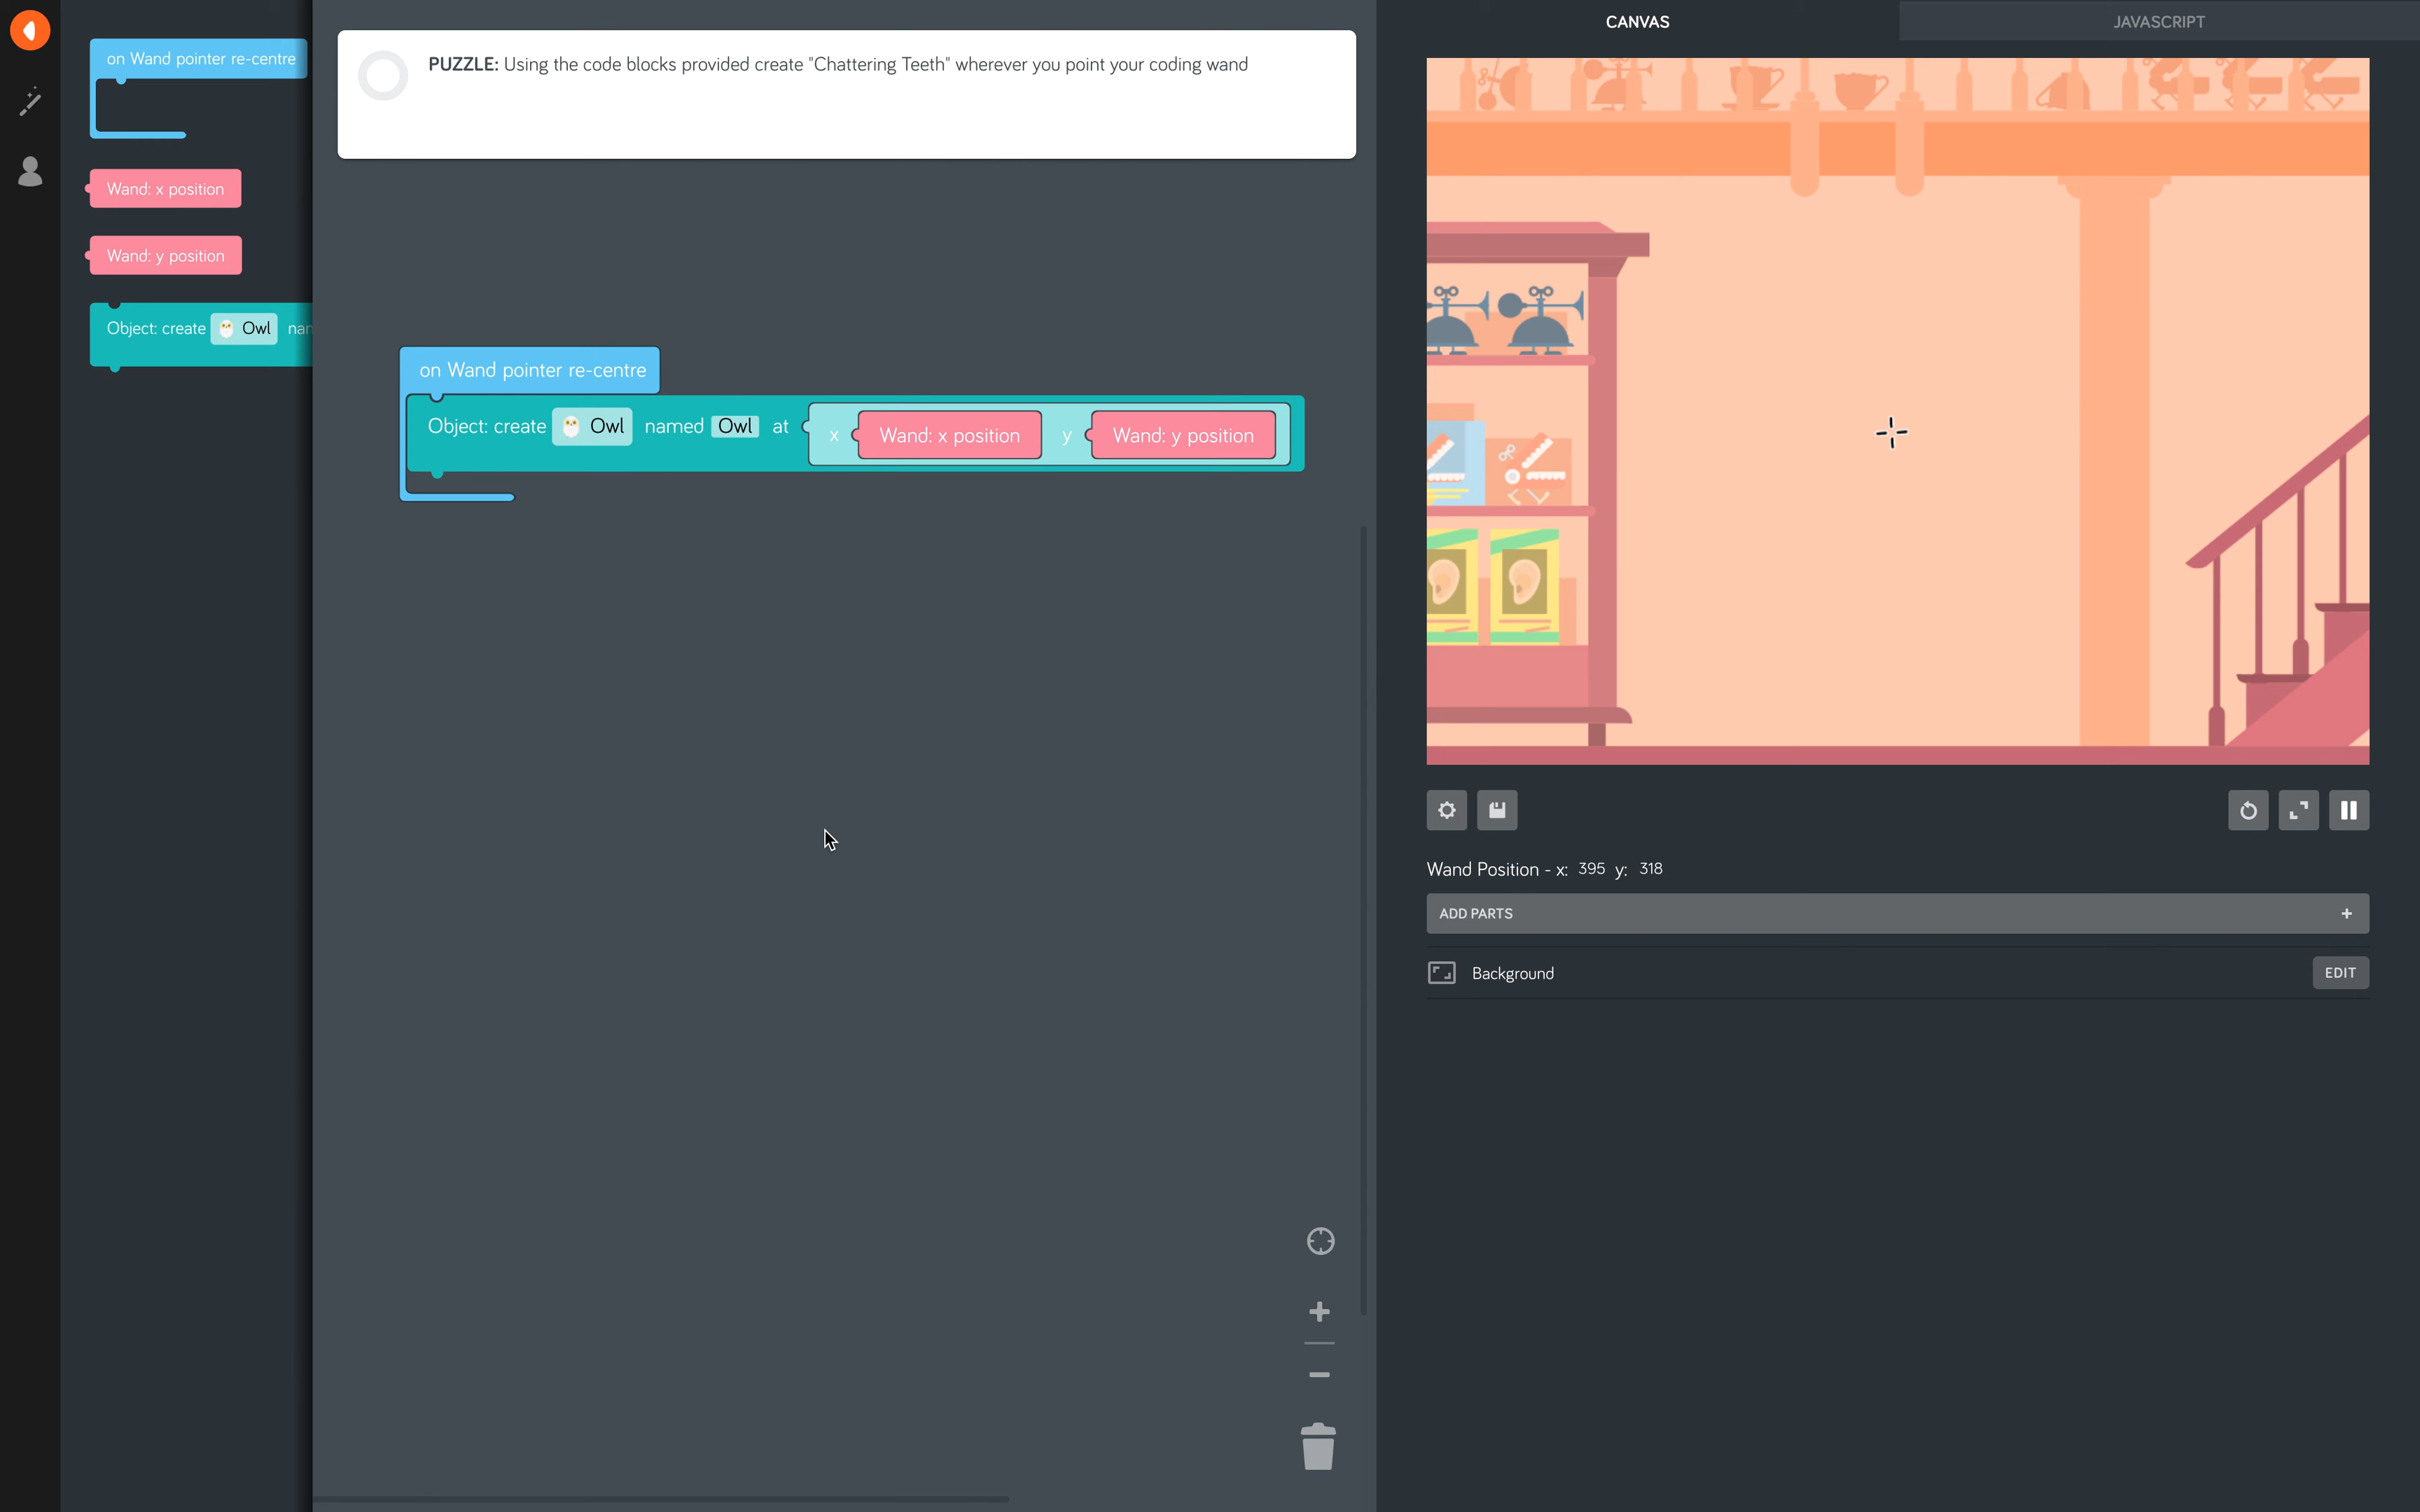 on Wand pointer re-centre
Wand: x position
Wand: y position
Object: create Owl
PUZZLE: Using the code blocks provided create "Chattering Teeth" wherever you point your coding wand
on Wand pointer re-centre
Object: create Owl named Owl at x Wand: x position y Wand: y position
CANVAS
JAVASCRIPT
Wand Position - x: 395 y: 318
ADD PARTS
Background
EDIT